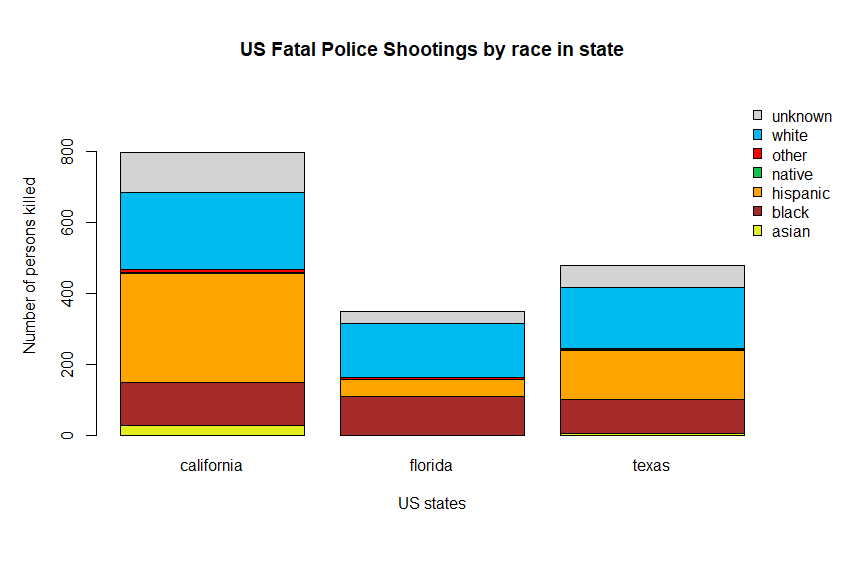 US Fatal Police Shootings by race in state
unknown
white
other
native
hispanic
black
asian
Number of persons killed
800
600
400
200
0
california
florida
texas
US states